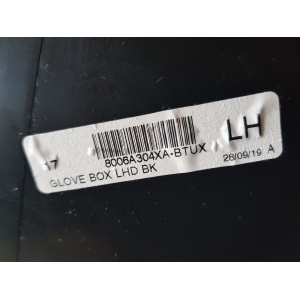 LH
17 8006A304XA-BTUX
GLOVE BOX LHD BK 26/09/19 A